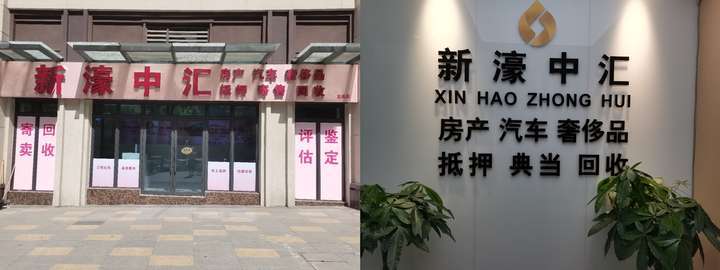 新濠中汇
房产 汽车 奢侈品
抵押 寄卖 回收
寄卖
回收
评估
鉴定
新濠中汇
XIN HAO ZHONG HUI
房产 汽车 奢侈品
抵押 典当 回收